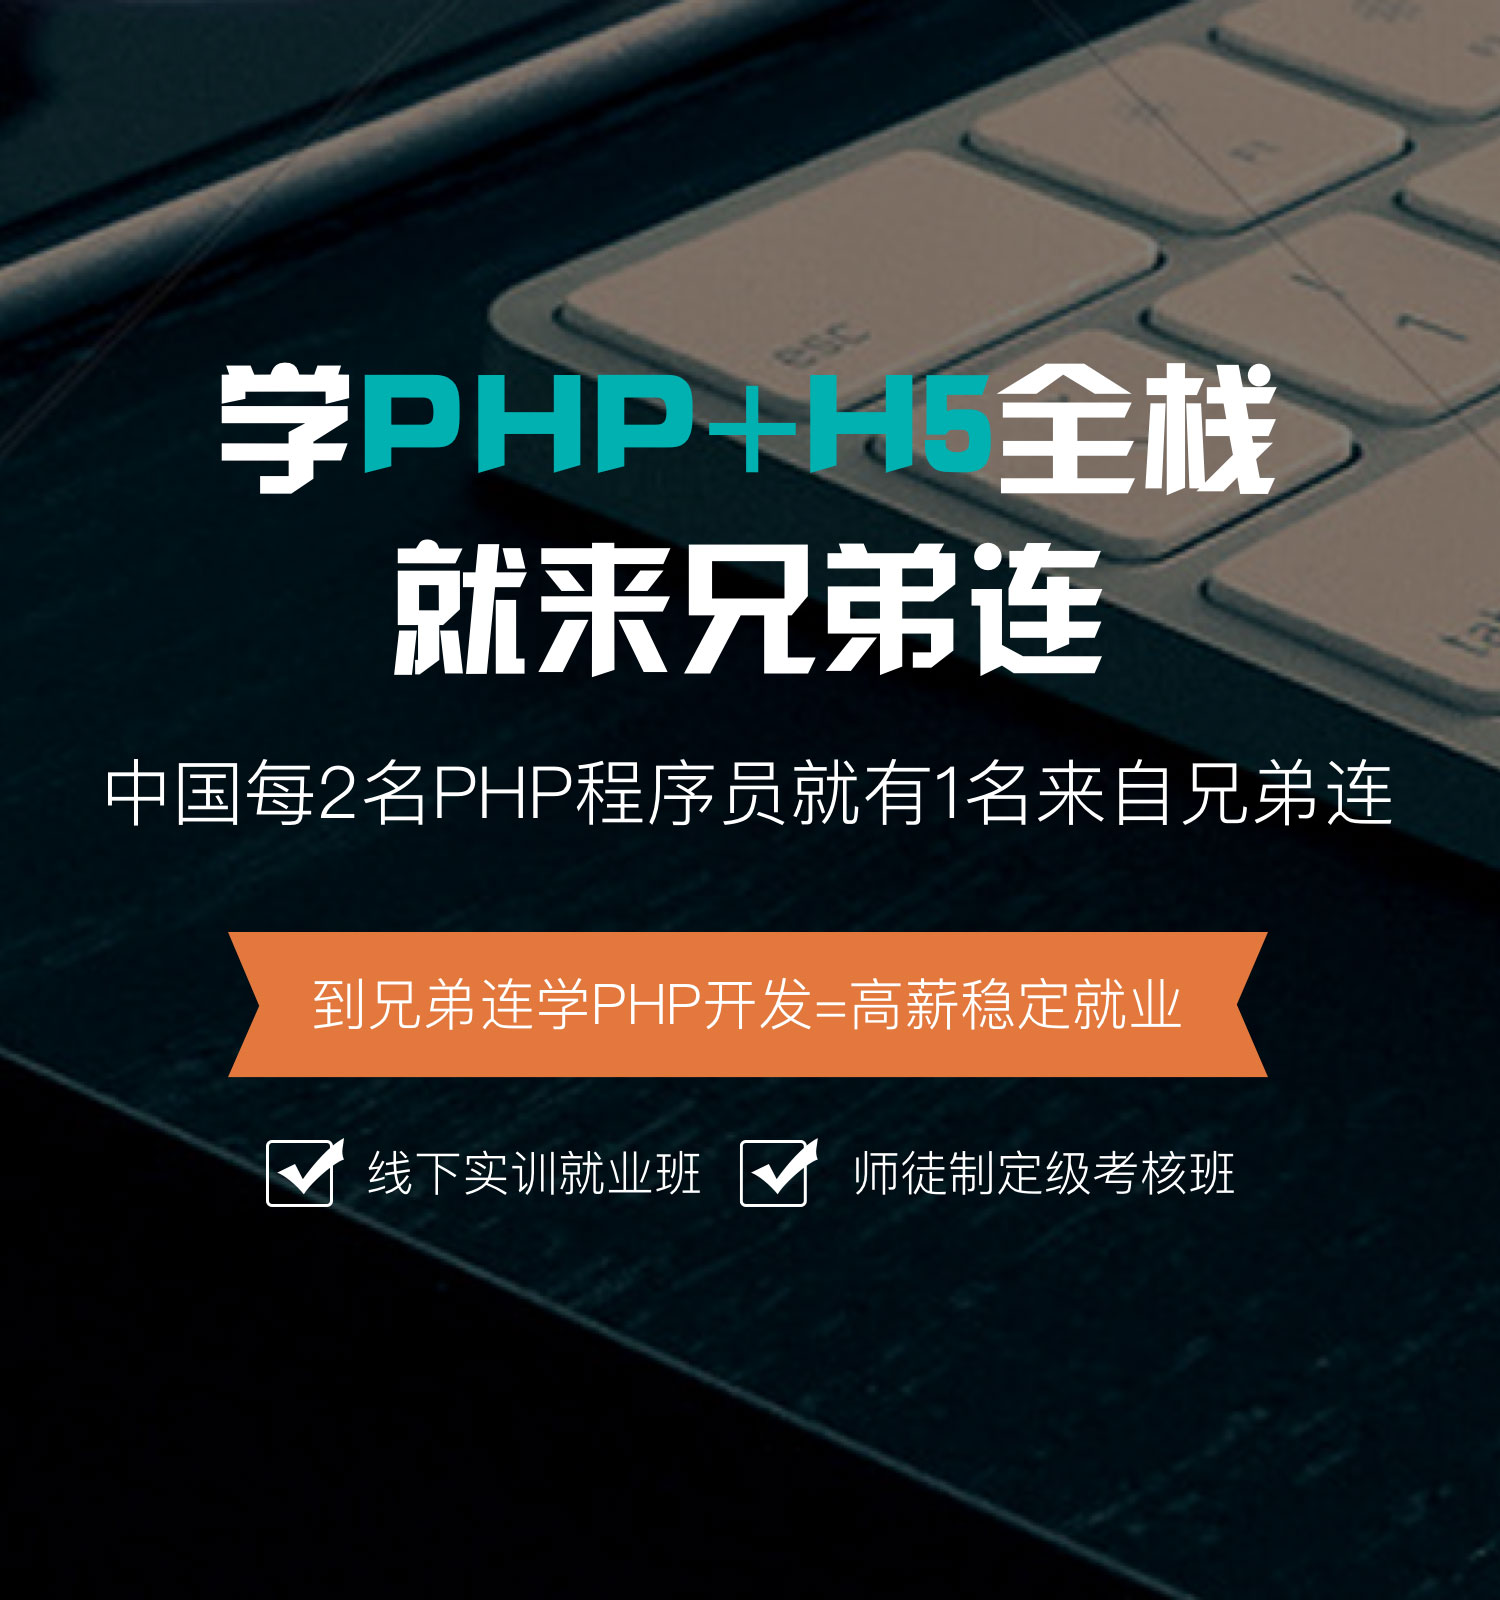 学PHP+H5全栈
就来兄弟连
中国每2名PHP程序员就有1名来自兄弟连
到兄弟连学PHP开发=高薪稳定就业
线下实训就业班 师徒制定级考核班
esc
F1
1